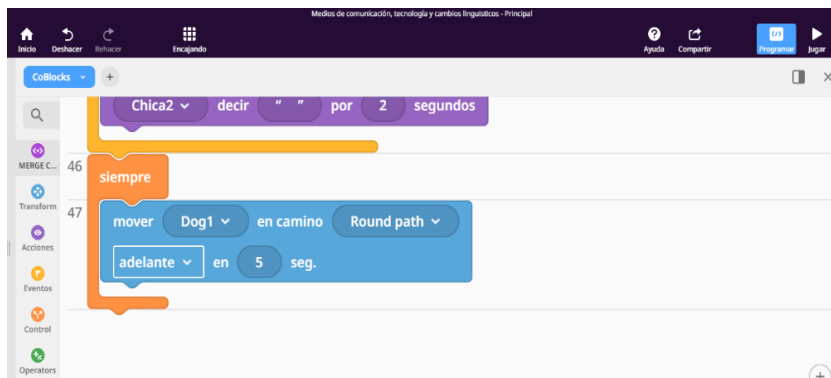 Medios de comunicación, tecnología y cambios linguisticos - Principal
Inicio Deshacer Rehacer Encajando Ayuda Compartir Programar Jugar
CoBlocks +
Chica2 decir “ ” por 2 segundos
MERGE C...
46 siempre
Transform
47 mover Dog1 en camino Round path
Acciones
adelante en 5 seg.
Eventos
Control
Operators